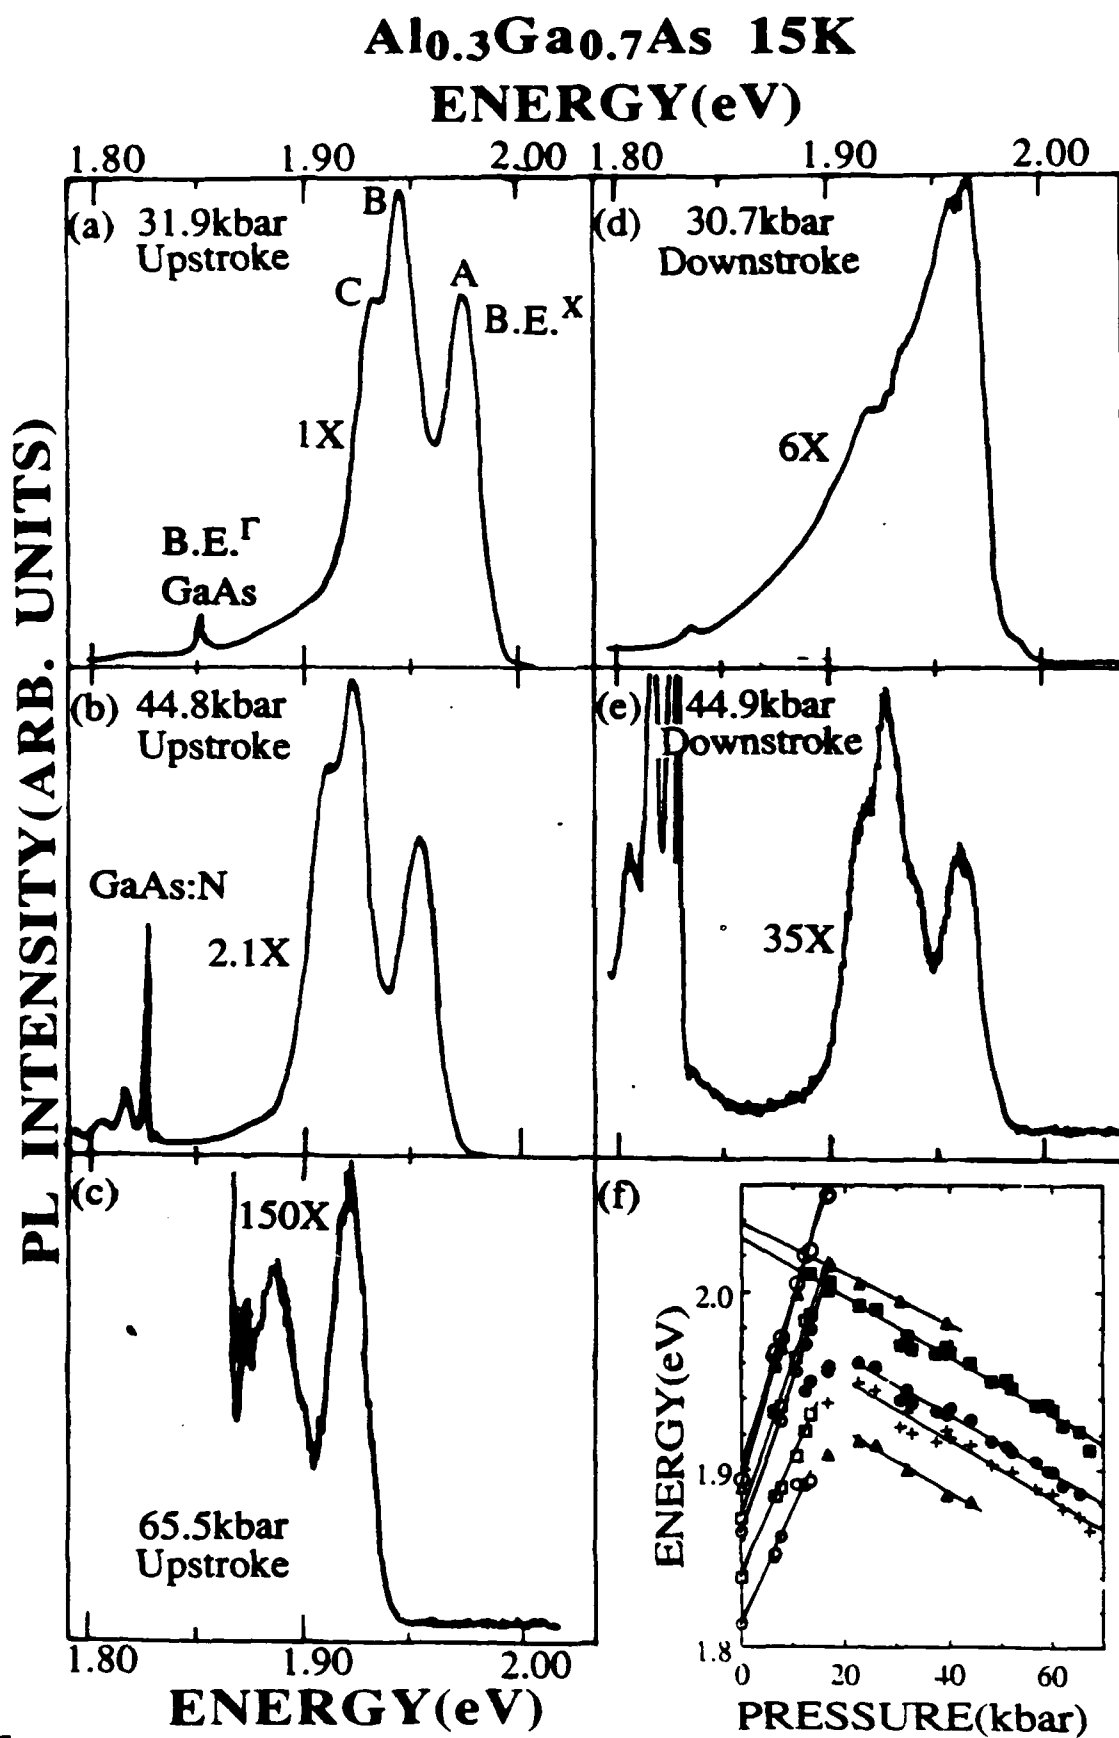 Al0.3Ga0.7As 15K
ENERGY(eV)
1.80 1.90 2.00 1.80 1.90 2.00
PL INTENSITY(ARB. UNITS)
(a) 31.9kbar
Upstroke
B
C
A
B.E.X
1X
B.E.Γ
GaAs
(d) 30.7kbar
Downstroke
6X
(b) 44.8kbar
Upstroke
GaAs:N
2.1X
(e) 44.9kbar
Downstroke
35X
(c)
150X
65.5kbar
Upstroke
1.80 1.90 2.00
ENERGY(eV)
(f)
ENERGY(eV)
2.0
1.9
1.8
0 20 40 60
PRESSURE(kbar)